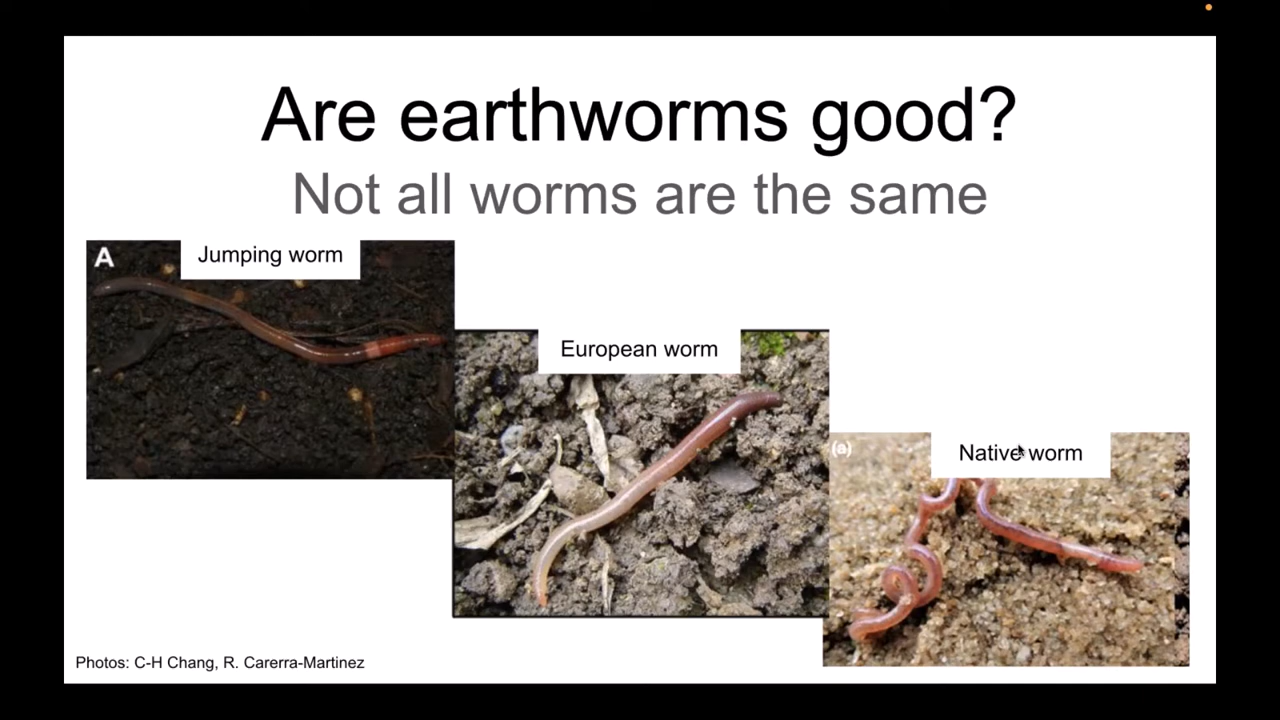 Are earthworms good?
Not all worms are the same
A
Jumping worm
European worm
(a)
Native worm
Photos: C-H Chang, R. Carerra-Martinez